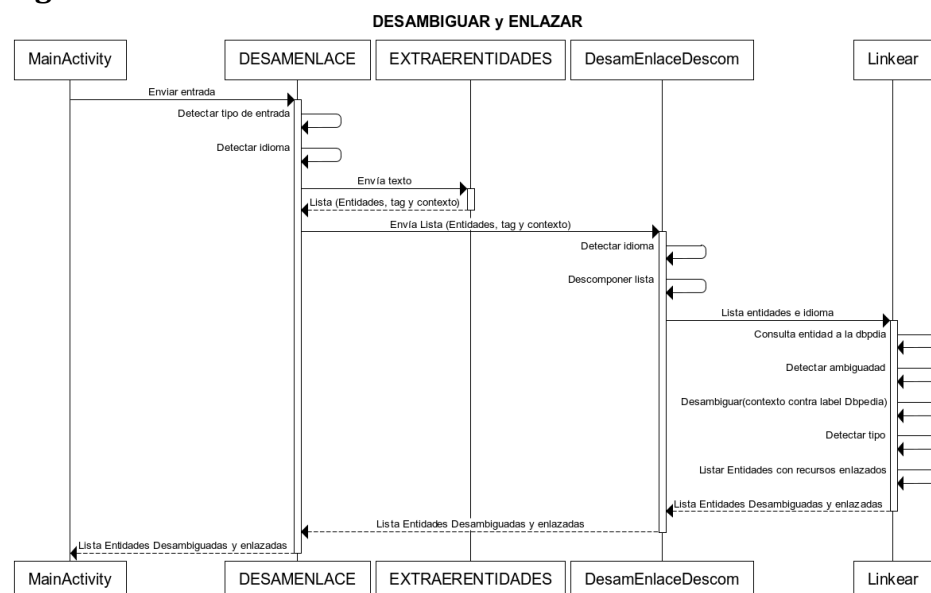 DESAMBIGUAR y ENLAZAR
MainActivity
DESAMENLACE
EXTRAERENTIDADES
DesamEnlaceDescom
Linkear
Enviar entrada
Detectar tipo de entrada
Detectar idioma
Envía texto
Lista (Entidades, tag y contexto)
Envía Lista (Entidades, tag y contexto)
Detectar idioma
Descomponer lista
Lista entidades e idioma
Consulta entidad a la dbpdia
Detectar ambiguadad
Desambiguar(contexto contra label Dbpedia)
Detectar tipo
Listar Entidades con recursos enlazados
Lista Entidades Desambiguadas y enlazadas
Lista Entidades Desambiguadas y enlazadas
Lista Entidades Desambiguadas y enlazadas
MainActivity
DESAMENLACE
EXTRAERENTIDADES
DesamEnlaceDescom
Linkear